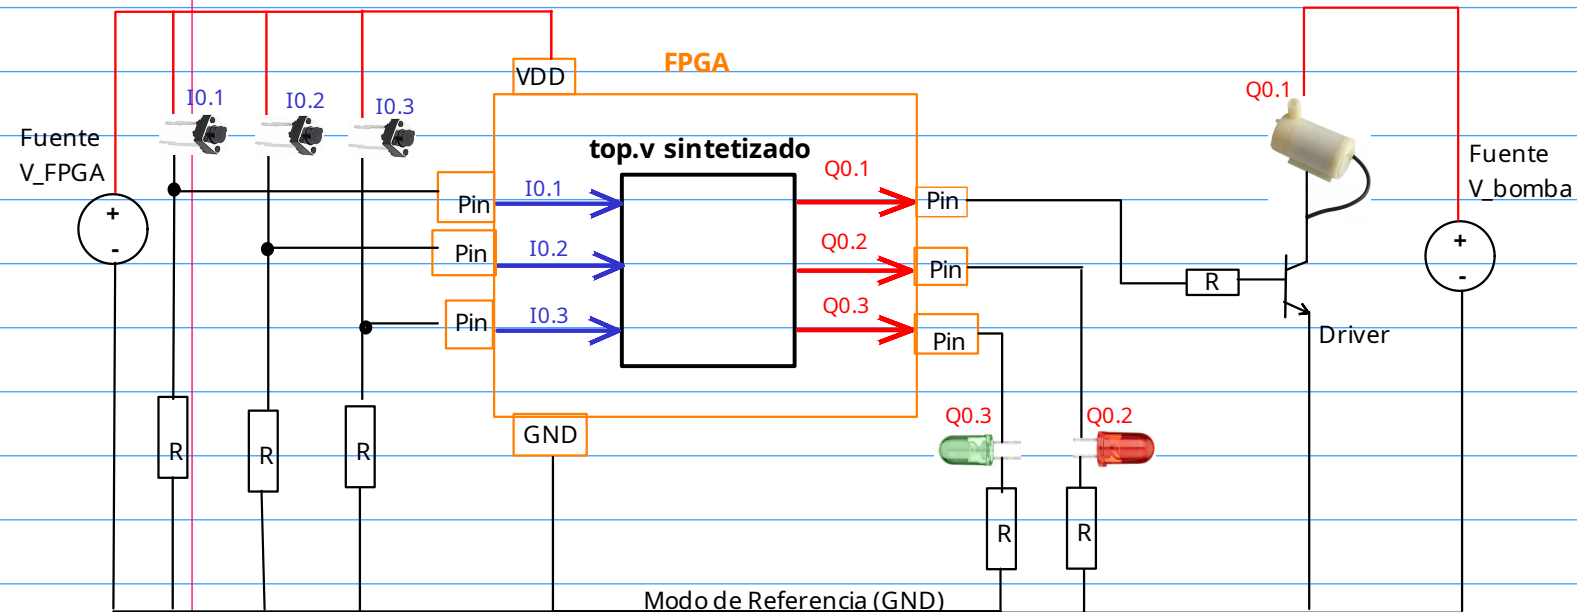 FPGA
VDD
I0.1
I0.2
I0.3
Fuente
V_FPGA
+
-
top.v sintetizado
Pin
I0.1
Q0.1
Pin
Pin
I0.2
Q0.2
Pin
Pin
I0.3
Q0.3
Pin
Q0.1
Fuente
V_bomba
+
-
R
Driver
GND
Q0.3
Q0.2
R
R
R
R
R
Modo de Referencia (GND)